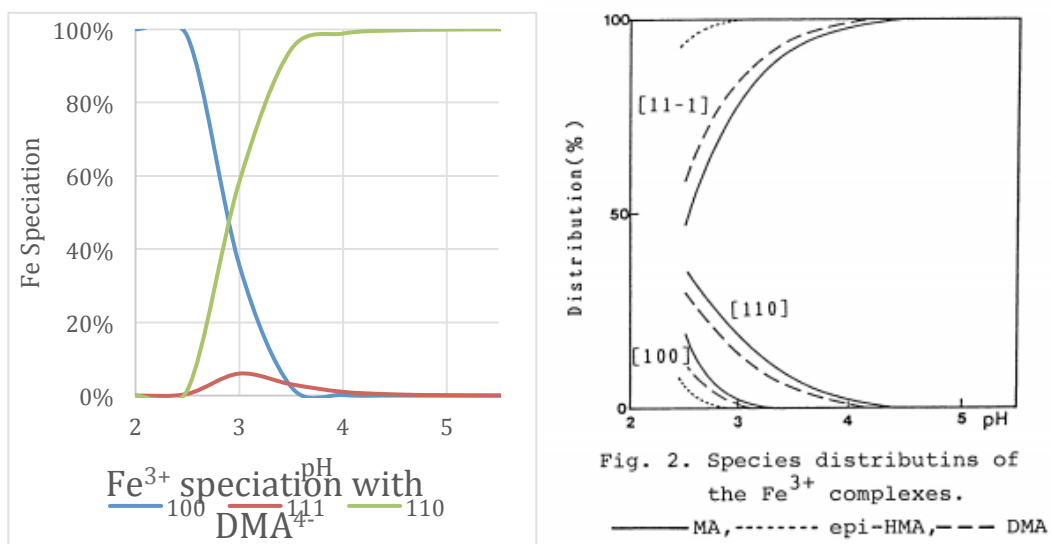 100%
80%
60%
40%
20%
0%
Fe Speciation
2 3 4 5
pH
Fe³⁺ speciation with
DMA⁴⁻
100 111 110
100
50
0
Distribution(%)
[11-1]
[110]
[100]
2 3 4 5 pH
Fig. 2. Species distributins of
the Fe³⁺ complexes.
MA, epi-HMA, DMA